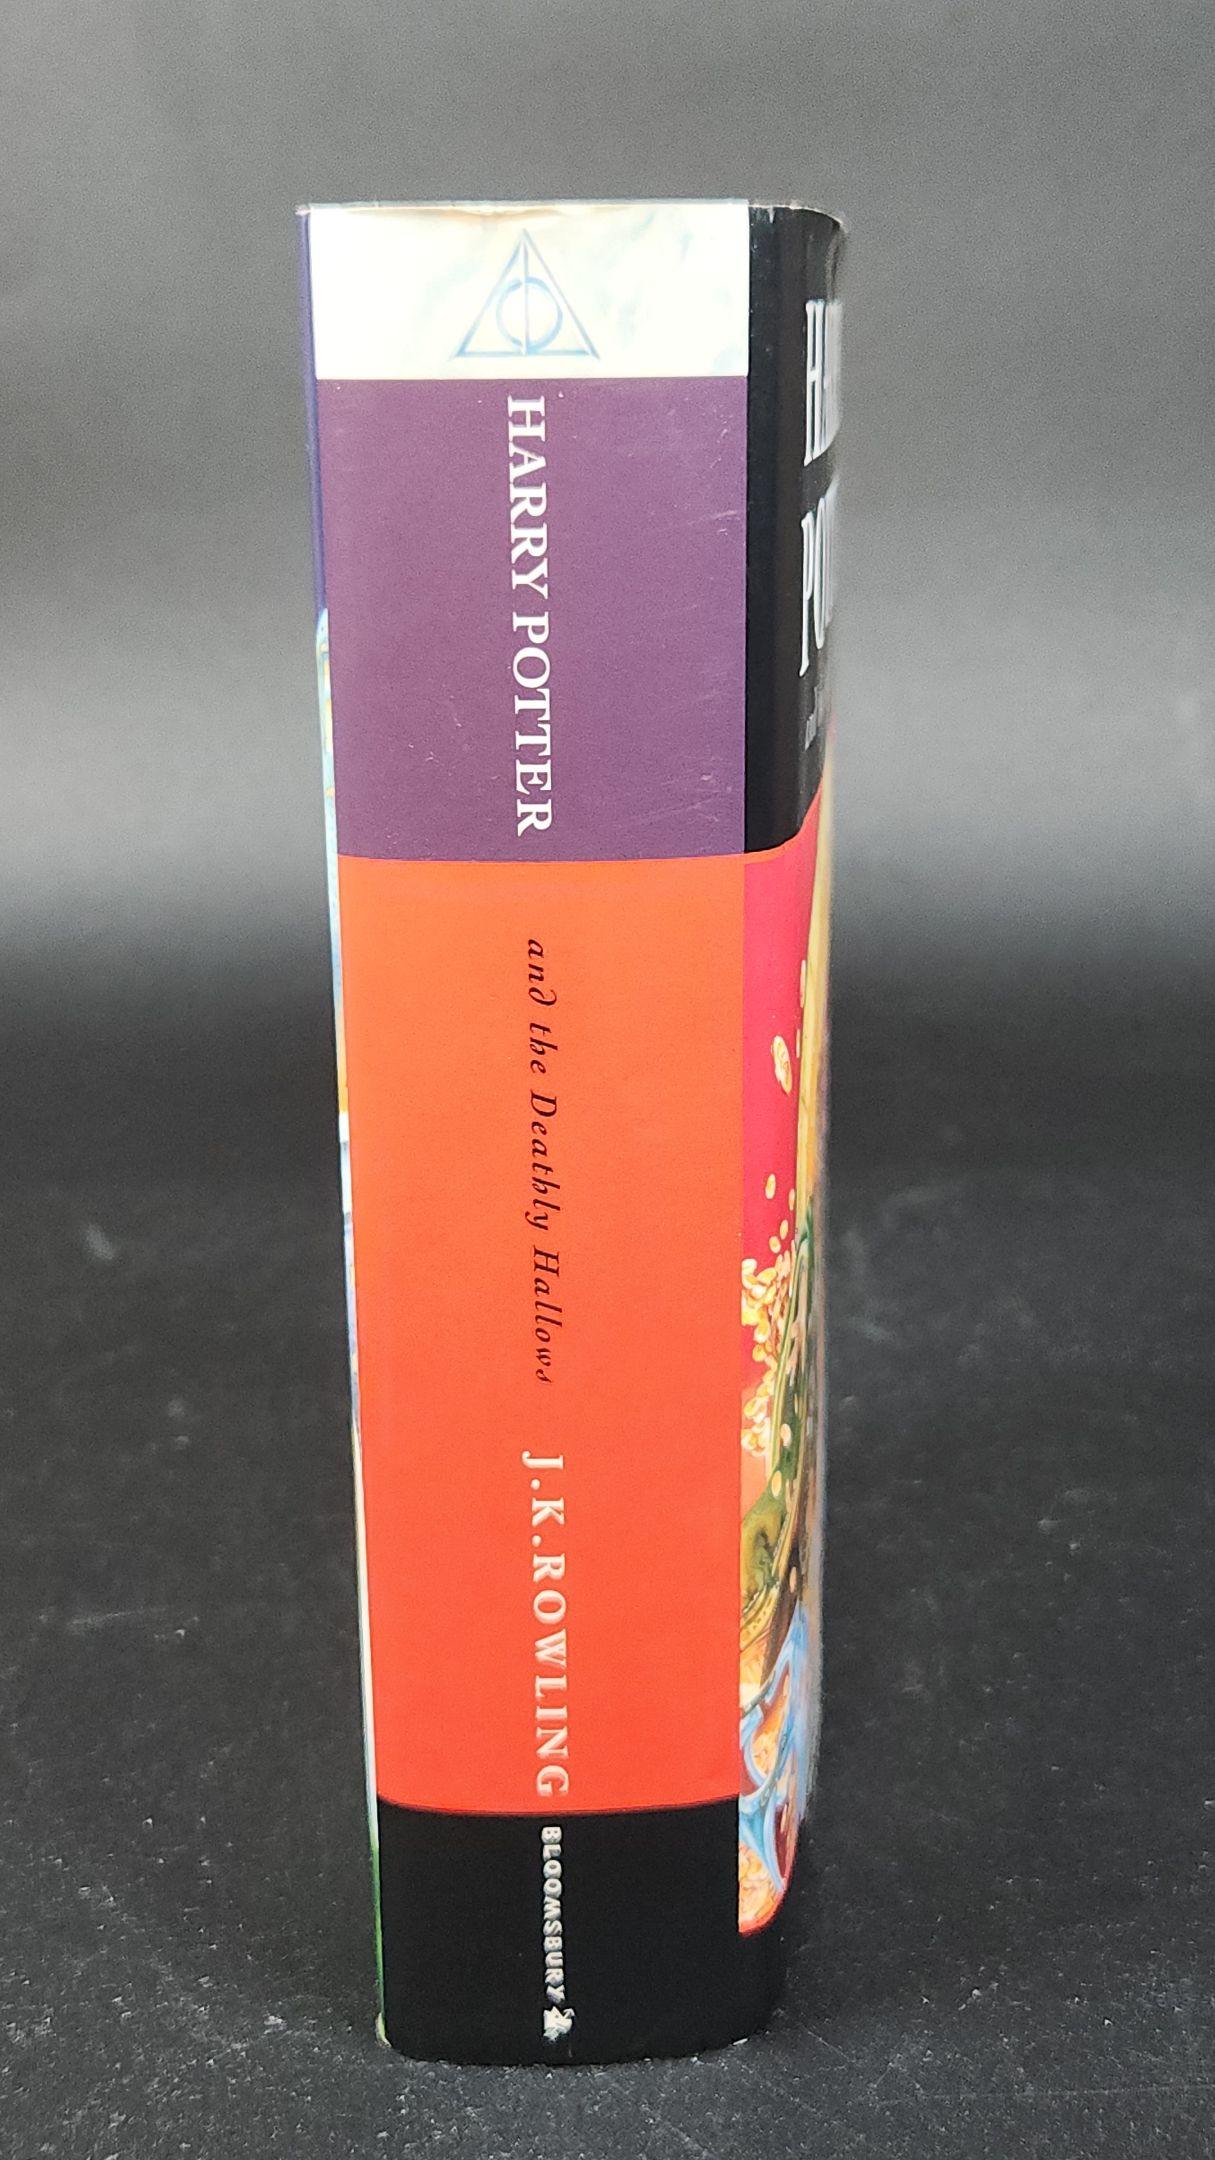 HARRY POTTER
and the Deathly Hallows
J.K.ROWLING
BLOOMSBURY